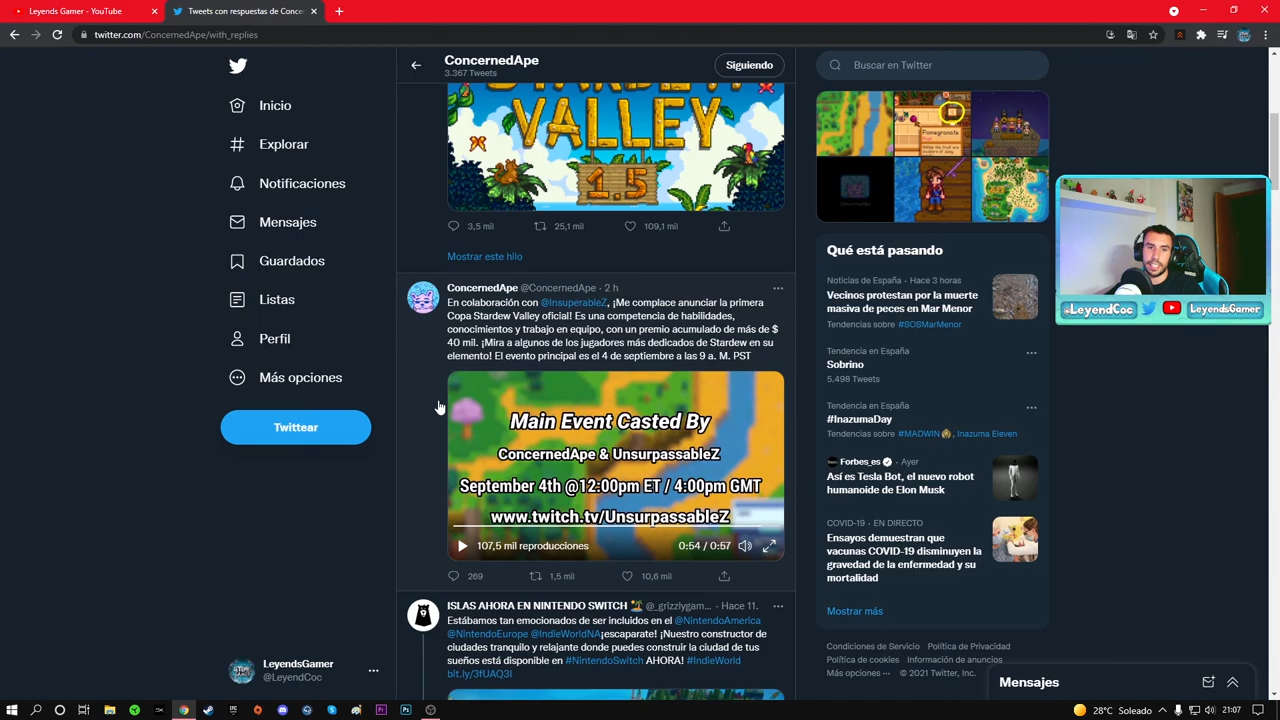 Leyends Gamer - YouTube
Tweets con respuestas de Concer
twitter.com/ConcernedApe/with_replies
Inicio
Explorar
Notificaciones
Mensajes
Guardados
Listas
Perfil
Más opciones
Twittear
LeyendsGamer
@LeyendCoc
ConcernedApe
3.367 Tweets
Siguiendo
VALLEY
1.5
3,5 mil
25,1 mil
109,1 mil
Mostrar este hilo
ConcernedApe @ConcernedApe · 2 h
En colaboración con @InsuperableZ, ¡Me complace anunciar la primera
Copa Stardew Valley oficial! Es una competencia de habilidades,
conocimientos y trabajo en equipo, con un premio acumulado de más de $
40 mil. ¡Mira a algunos de los jugadores más dedicados de Stardew en su
elemento! El evento principal es el 4 de septiembre a las 9 a. M. PST
Main Event Casted By
ConcernedApe & UnsurpassableZ
September 4th @12:00pm ET / 4:00pm GMT
www.twitch.tv/UnsurpassableZ
107,5 mil reproducciones
0:54 / 0:57
269
1,5 mil
10,6 mil
ISLAS AHORA EN NINTENDO SWITCH 🏝️ @_grizzlygam... · Hace 11.
Estábamos tan emocionados de ser incluidos en el @NintendoAmerica
@NintendoEurope @IndieWorldNA¡escaparate! ¡Nuestro constructor de
ciudades tranquilo y relajante donde puedes construir la ciudad de tus
sueños está disponible en #NintendoSwitch AHORA! #IndieWorld
bit.ly/3fUAQ3I
Buscar en Twitter
Pomegranate
Qué está pasando
Noticias de España · Hace 3 horas
Vecinos protestan por la muerte
masiva de peces en Mar Menor
Tendencias sobre #SOSMarMenor
Tendencia en España
Sobrino
5.498 Tweets
Tendencia en España
#InazumaDay
Tendencias sobre #MADWIN, Inazuma Eleven
Forbes_es · Ayer
Así es Tesla Bot, el nuevo robot
humanoide de Elon Musk
COVID-19 · EN DIRECTO
Ensayos demuestran que
vacunas COVID-19 disminuyen la
gravedad de la enfermedad y su
mortalidad
Mostrar más
Condiciones de Servicio Política de Privacidad
Política de cookies Información de anuncios
Más opciones ··· © 2021 Twitter, Inc.
Mensajes
@LeyendCoc
LeyendsGamer
28°C Soleado
21:07